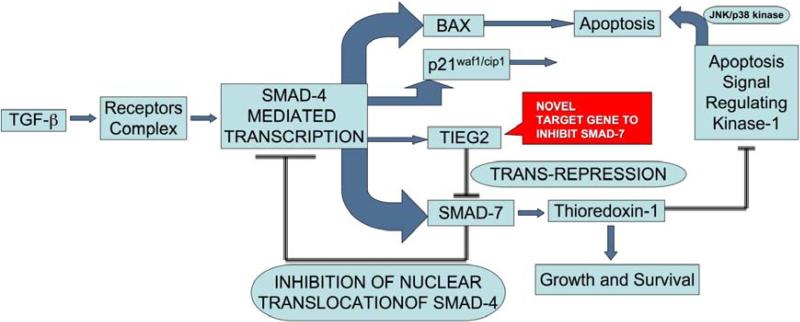 TGF-β
Receptors
Complex
SMAD-4
MEDIATED
TRANSCRIPTION
BAX
Apoptosis
JNK/p38 kinase
p21waf1/cip1
TIEG2
NOVEL
TARGET GENE TO
INHIBIT SMAD-7
Apoptosis
Signal
Regulating
Kinase-1
TRANS-REPRESSION
SMAD-7
Thioredoxin-1
INHIBITION OF NUCLEAR
TRANSLOCATIONOF SMAD-4
Growth and Survival